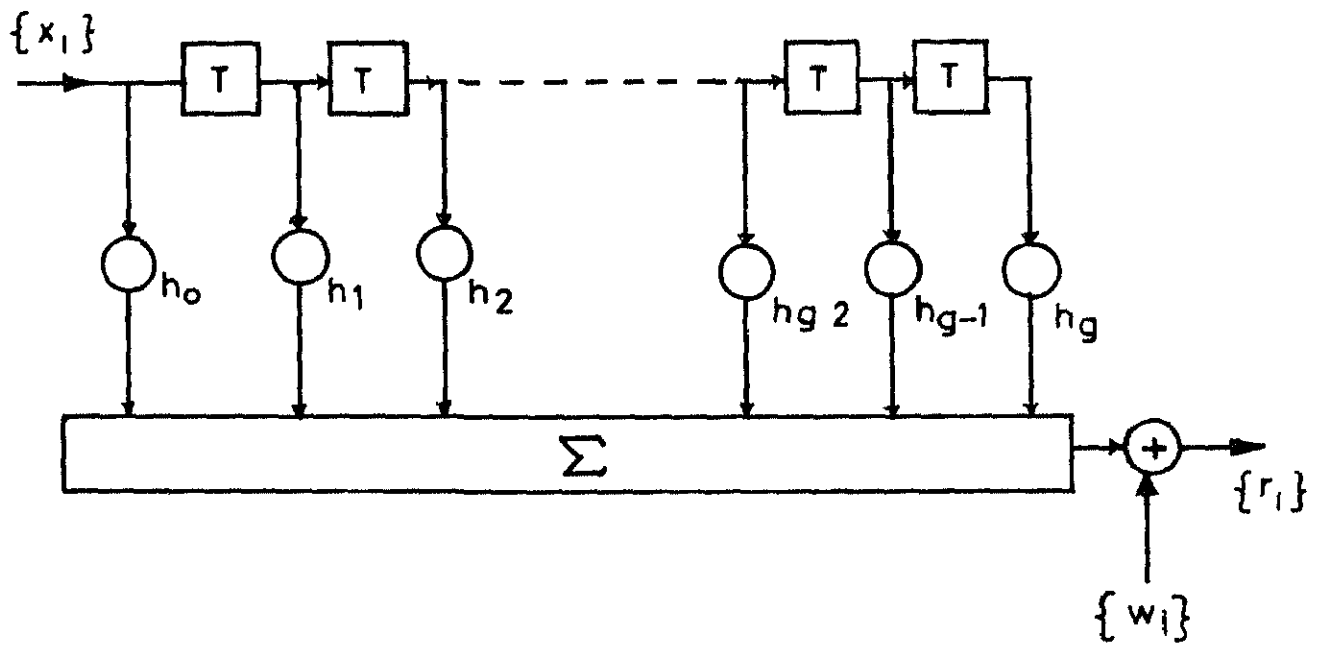 {x_i}
T T T T
h_0 h_1 h_2 h_g 2 h_g-1 h_g
Σ +
{r_i}
{w_i}